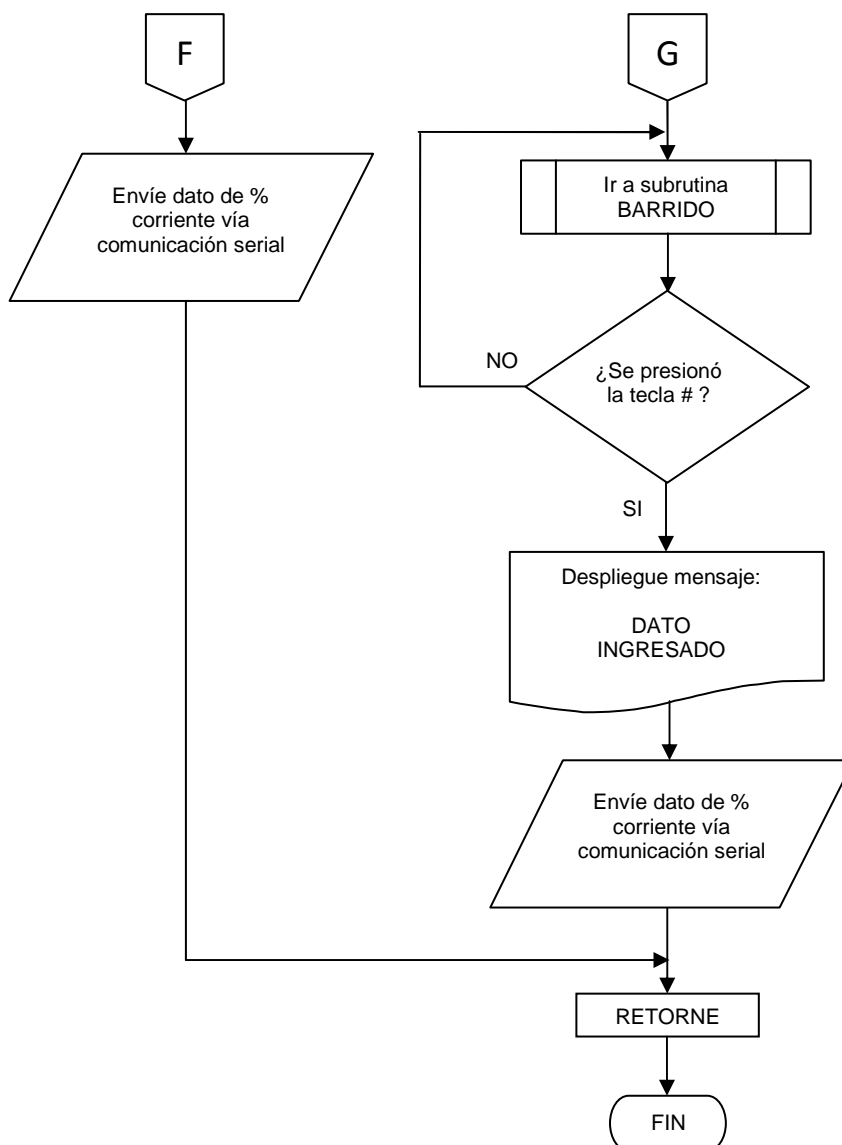 F
Envíe dato de %
corriente vía
comunicación serial
G
Ir a subrutina
BARRIDO
NO
¿Se presionó
la tecla # ?
SI
Despliegue mensaje:
DATO
INGRESADO
Envíe dato de %
corriente vía
comunicación serial
RETORNE
FIN